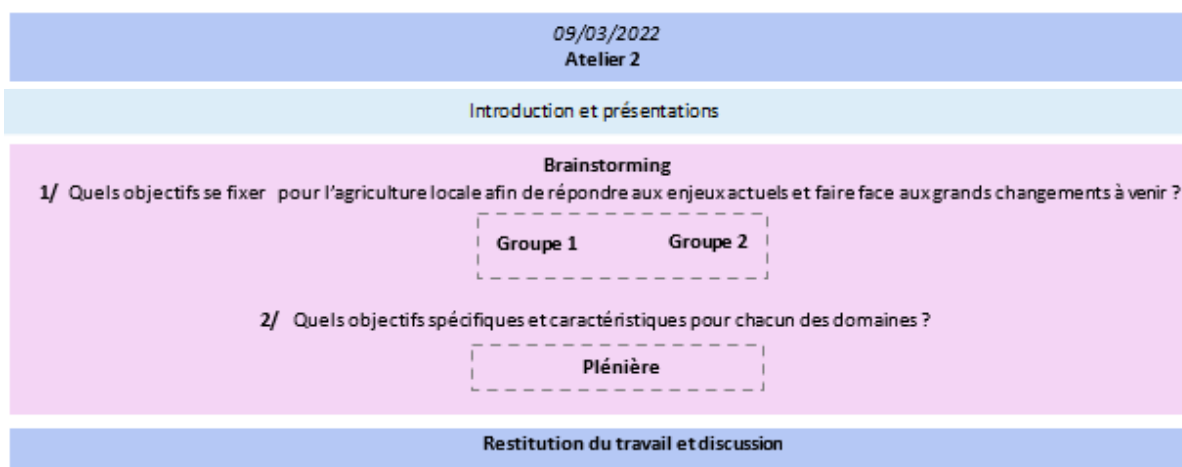 09/03/2022
Atelier 2
Introduction et présentations
Brainstorming
1/ Quels objectifs se fixer pour l'agriculture locale afin de répondre aux enjeux actuels et faire face aux grands changements à venir ?
Groupe 1 Groupe 2
2/ Quels objectifs spécifiques et caractéristiques pour chacun des domaines ?
Plénière
Restitution du travail et discussion